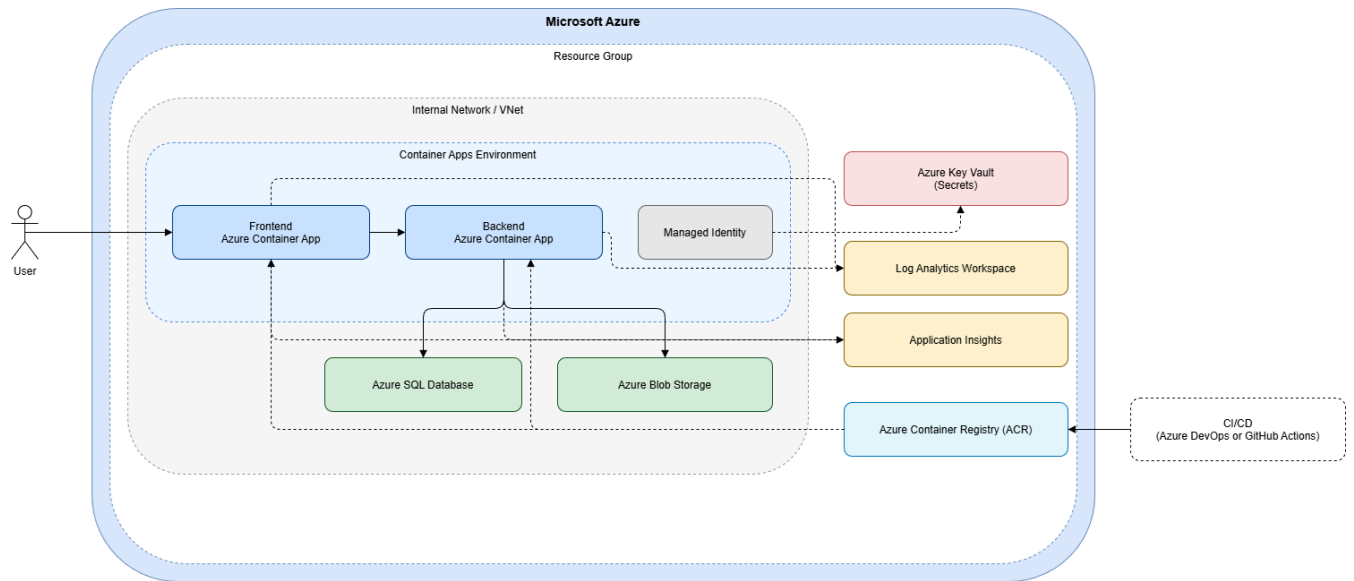 Microsoft Azure
Resource Group
Internal Network / VNet
Container Apps Environment
Azure Key Vault
(Secrets)
User
Frontend
Azure Container App
Backend
Azure Container App
Managed Identity
Log Analytics Workspace
Application Insights
Azure SQL Database
Azure Blob Storage
Azure Container Registry (ACR)
CI/CD
(Azure DevOps or GitHub Actions)